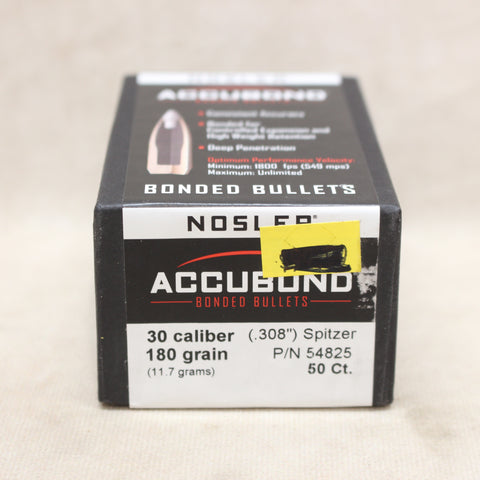 ACCUBOND
Consistent Accuracy
Bonded for
Controlled Expansion and
High Weight Retention
Deep Penetration
Optimum Performance Velocity:
Minimum: 1800 fps (549 mps)
Maximum: Unlimited
BONDED BULLETS
NOSLER®
ACCUBOND
BONDED BULLETS
30 caliber (.308") Spitzer
180 grain P/N 54825
(11.7 grams) 50 Ct.